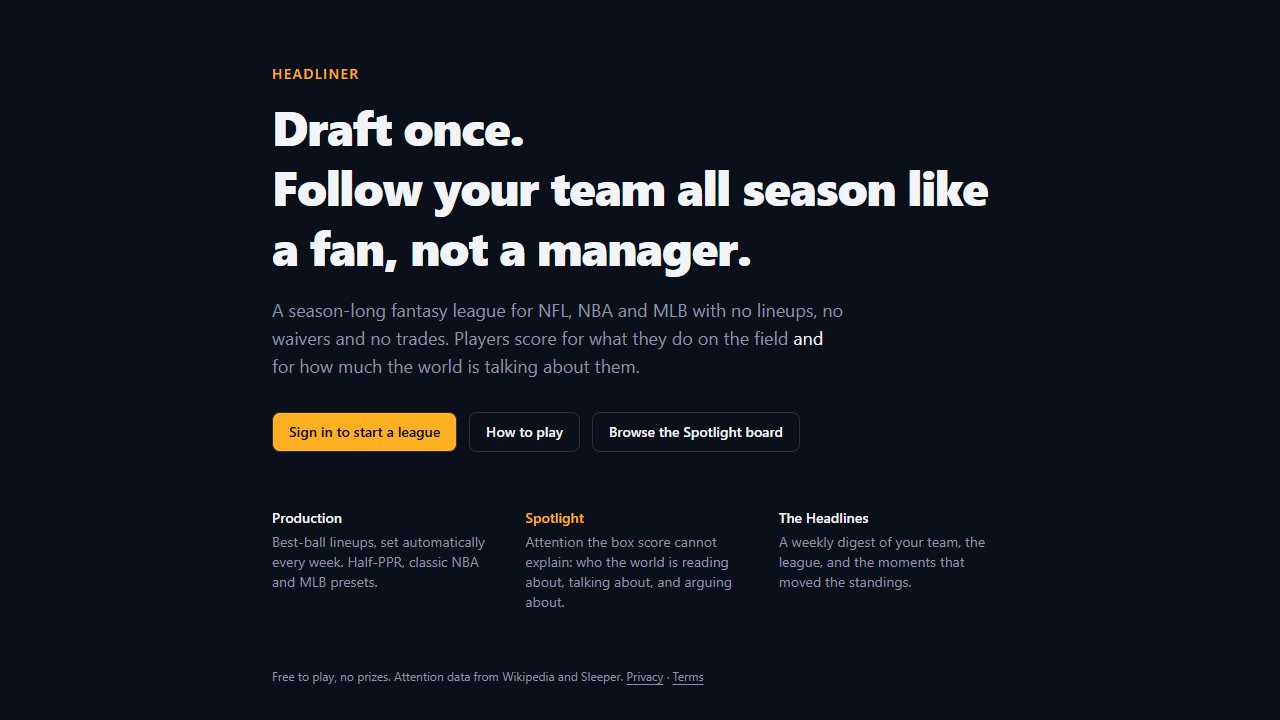 HEADLINER
Draft once.
Follow your team all season like
a fan, not a manager.
A season-long fantasy league for NFL, NBA and MLB with no lineups, no
waivers and no trades. Players score for what they do on the field and
for how much the world is talking about them.
Sign in to start a league
How to play
Browse the Spotlight board
Production
Best-ball lineups, set automatically
every week. Half-PPR, classic NBA
and MLB presets.
Spotlight
Attention the box score cannot
explain: who the world is reading
about, talking about, and arguing
about.
The Headlines
A weekly digest of your team, the
league, and the moments that
moved the standings.
Free to play, no prizes. Attention data from Wikipedia and Sleeper. Privacy · Terms